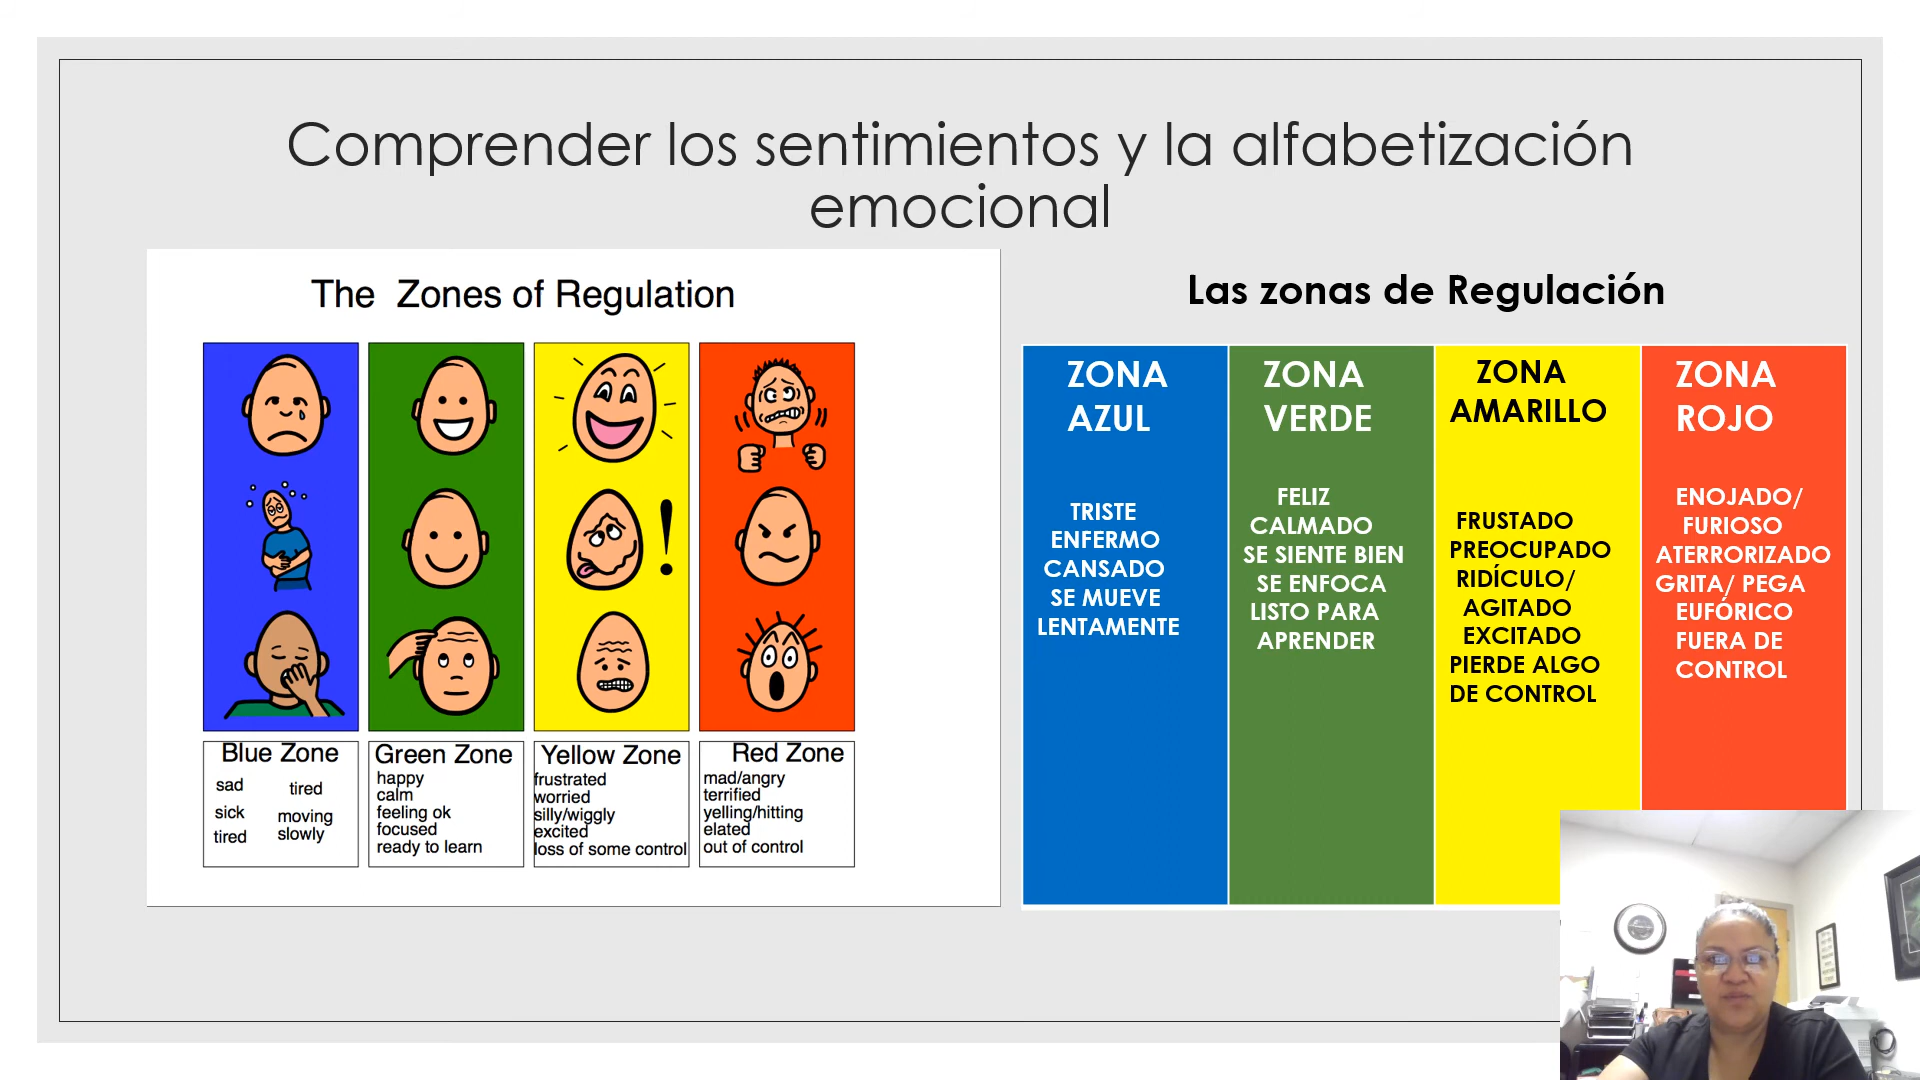 Comprender los sentimientos y la alfabetización
emocional
The Zones of Regulation
Blue Zone
sad
tired
sick
moving
slowly
tired
Green Zone
happy
calm
feeling ok
focused
ready to learn
Yellow Zone
frustrated
worried
silly/wiggly
excited
loss of some control
Red Zone
mad/angry
terrified
yelling/hitting
elated
out of control
!
Las zonas de Regulación
ZONA
AZUL
TRISTE
ENFERMO
CANSADO
SE MUEVE
LENTAMENTE
ZONA
VERDE
FELIZ
CALMADO
SE SIENTE BIEN
SE ENFOCA
LISTO PARA
APRENDER
ZONA
AMARILLO
FRUSTADO
PREOCUPADO
RIDÍCULO/
AGITADO
EXCITADO
PIERDE ALGO
DE CONTROL
ZONA
ROJO
ENOJADO/
FURIOSO
ATERRORIZADO
GRITA/ PEGA
EUFÓRICO
FUERA DE
CONTROL